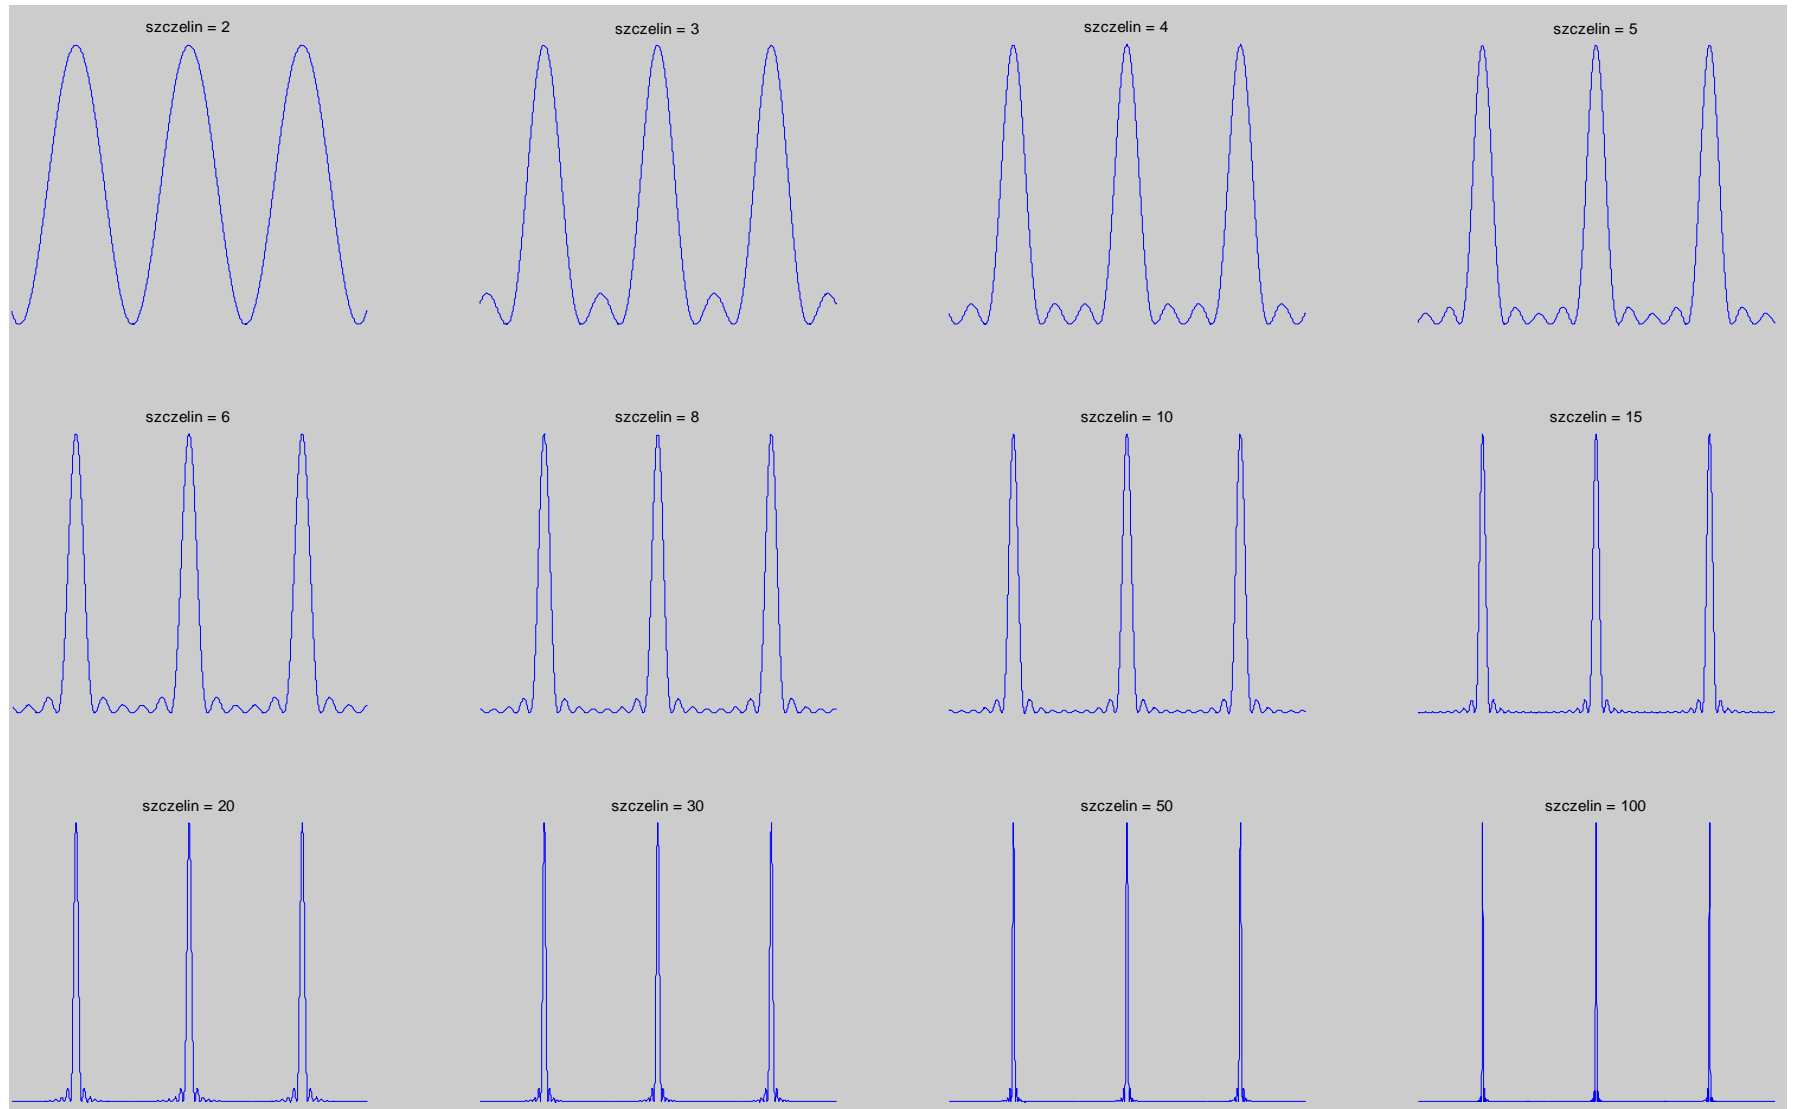 szczelin = 2
szczelin = 3
szczelin = 4
szczelin = 5
szczelin = 6
szczelin = 8
szczelin = 10
szczelin = 15
szczelin = 20
szczelin = 30
szczelin = 50
szczelin = 100